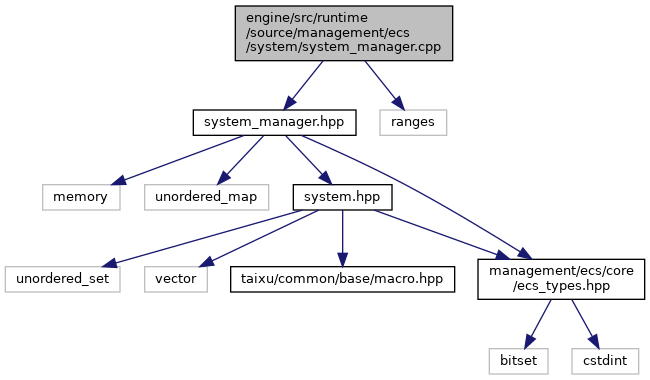 engine/src/runtime
/source/management/ecs
/system/system_manager.cpp
system_manager.hpp
ranges
memory
unordered_map
system.hpp
unordered_set
vector
taixu/common/base/macro.hpp
management/ecs/core
/ecs_types.hpp
bitset
cstdint